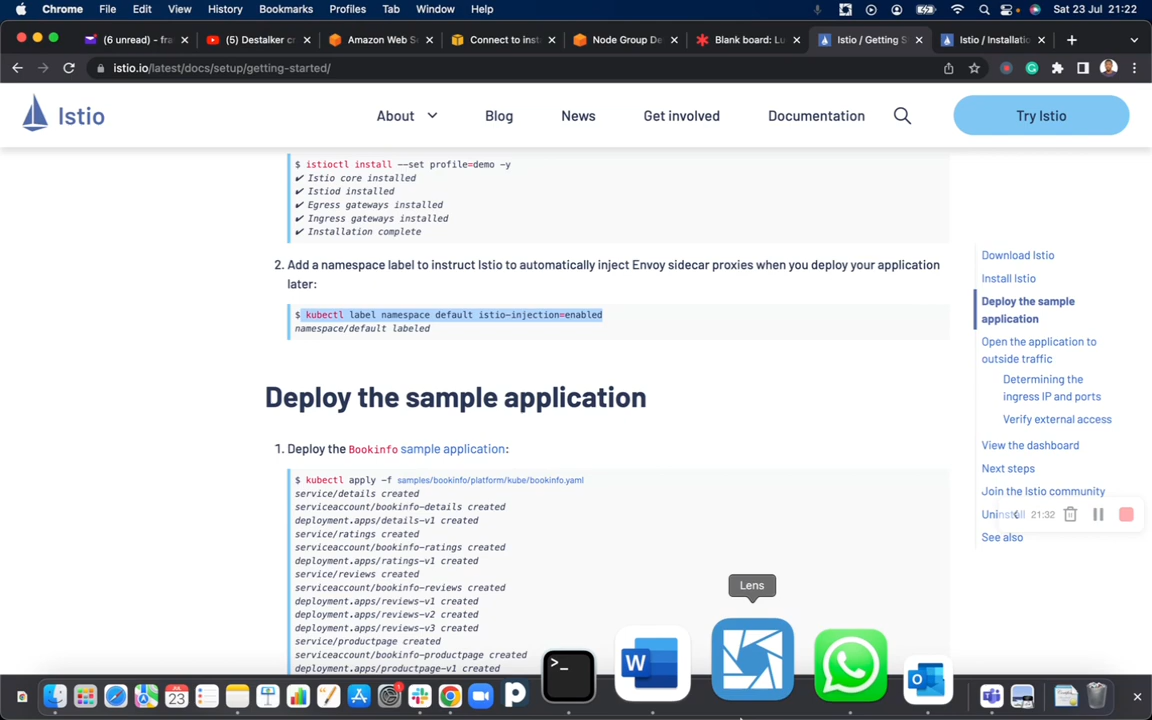 Chrome File Edit View History Bookmarks Profiles Tab Window Help Sat 23 Jul 21:22
(6 unread) - fra
(5) Destalker c
Amazon Web S
Connect to inst
Node Group De
Blank board: Lu
Istio / Getting S
Istio / Installatio
istio.io/latest/docs/setup/getting-started/
Istio
About Blog News Get involved Documentation Try Istio
$ istioctl install --set profile=demo -y
✔ Istio core installed
✔ Istiod installed
✔ Egress gateways installed
✔ Ingress gateways installed
✔ Installation complete
2. Add a namespace label to instruct Istio to automatically inject Envoy sidecar proxies when you deploy your application
later:
$ kubectl label namespace default istio-injection=enabled
namespace/default labeled
Deploy the sample application
1. Deploy the Bookinfo sample application:
$ kubectl apply -f samples/bookinfo/platform/kube/bookinfo.yaml
service/details created
serviceaccount/bookinfo-details created
deployment.apps/details-v1 created
service/ratings created
serviceaccount/bookinfo-ratings created
deployment.apps/ratings-v1 created
service/reviews created
serviceaccount/bookinfo-reviews created
deployment.apps/reviews-v1 created
deployment.apps/reviews-v2 created
deployment.apps/reviews-v3 created
service/productpage created
serviceaccount/bookinfo-productpage created
deployment.apps/productpage-v1 created
Download Istio
Install Istio
Deploy the sample
application
Open the application to
outside traffic
Determining the
ingress IP and ports
Verify external access
View the dashboard
Next steps
Join the Istio community
Uninstall
21:32
See also
Lens
JUL
23